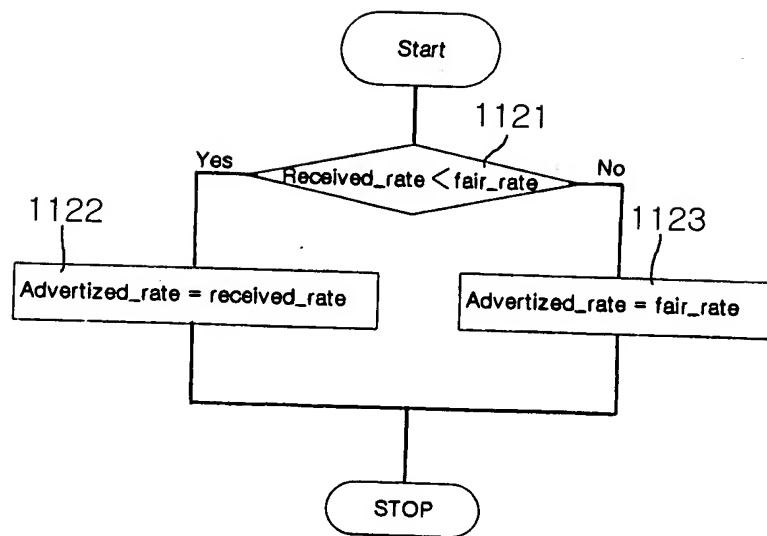 Start
1121
Yes
Received_rate < fair_rate
No
1122
1123
Advertized_rate = received_rate
Advertized_rate = fair_rate
STOP